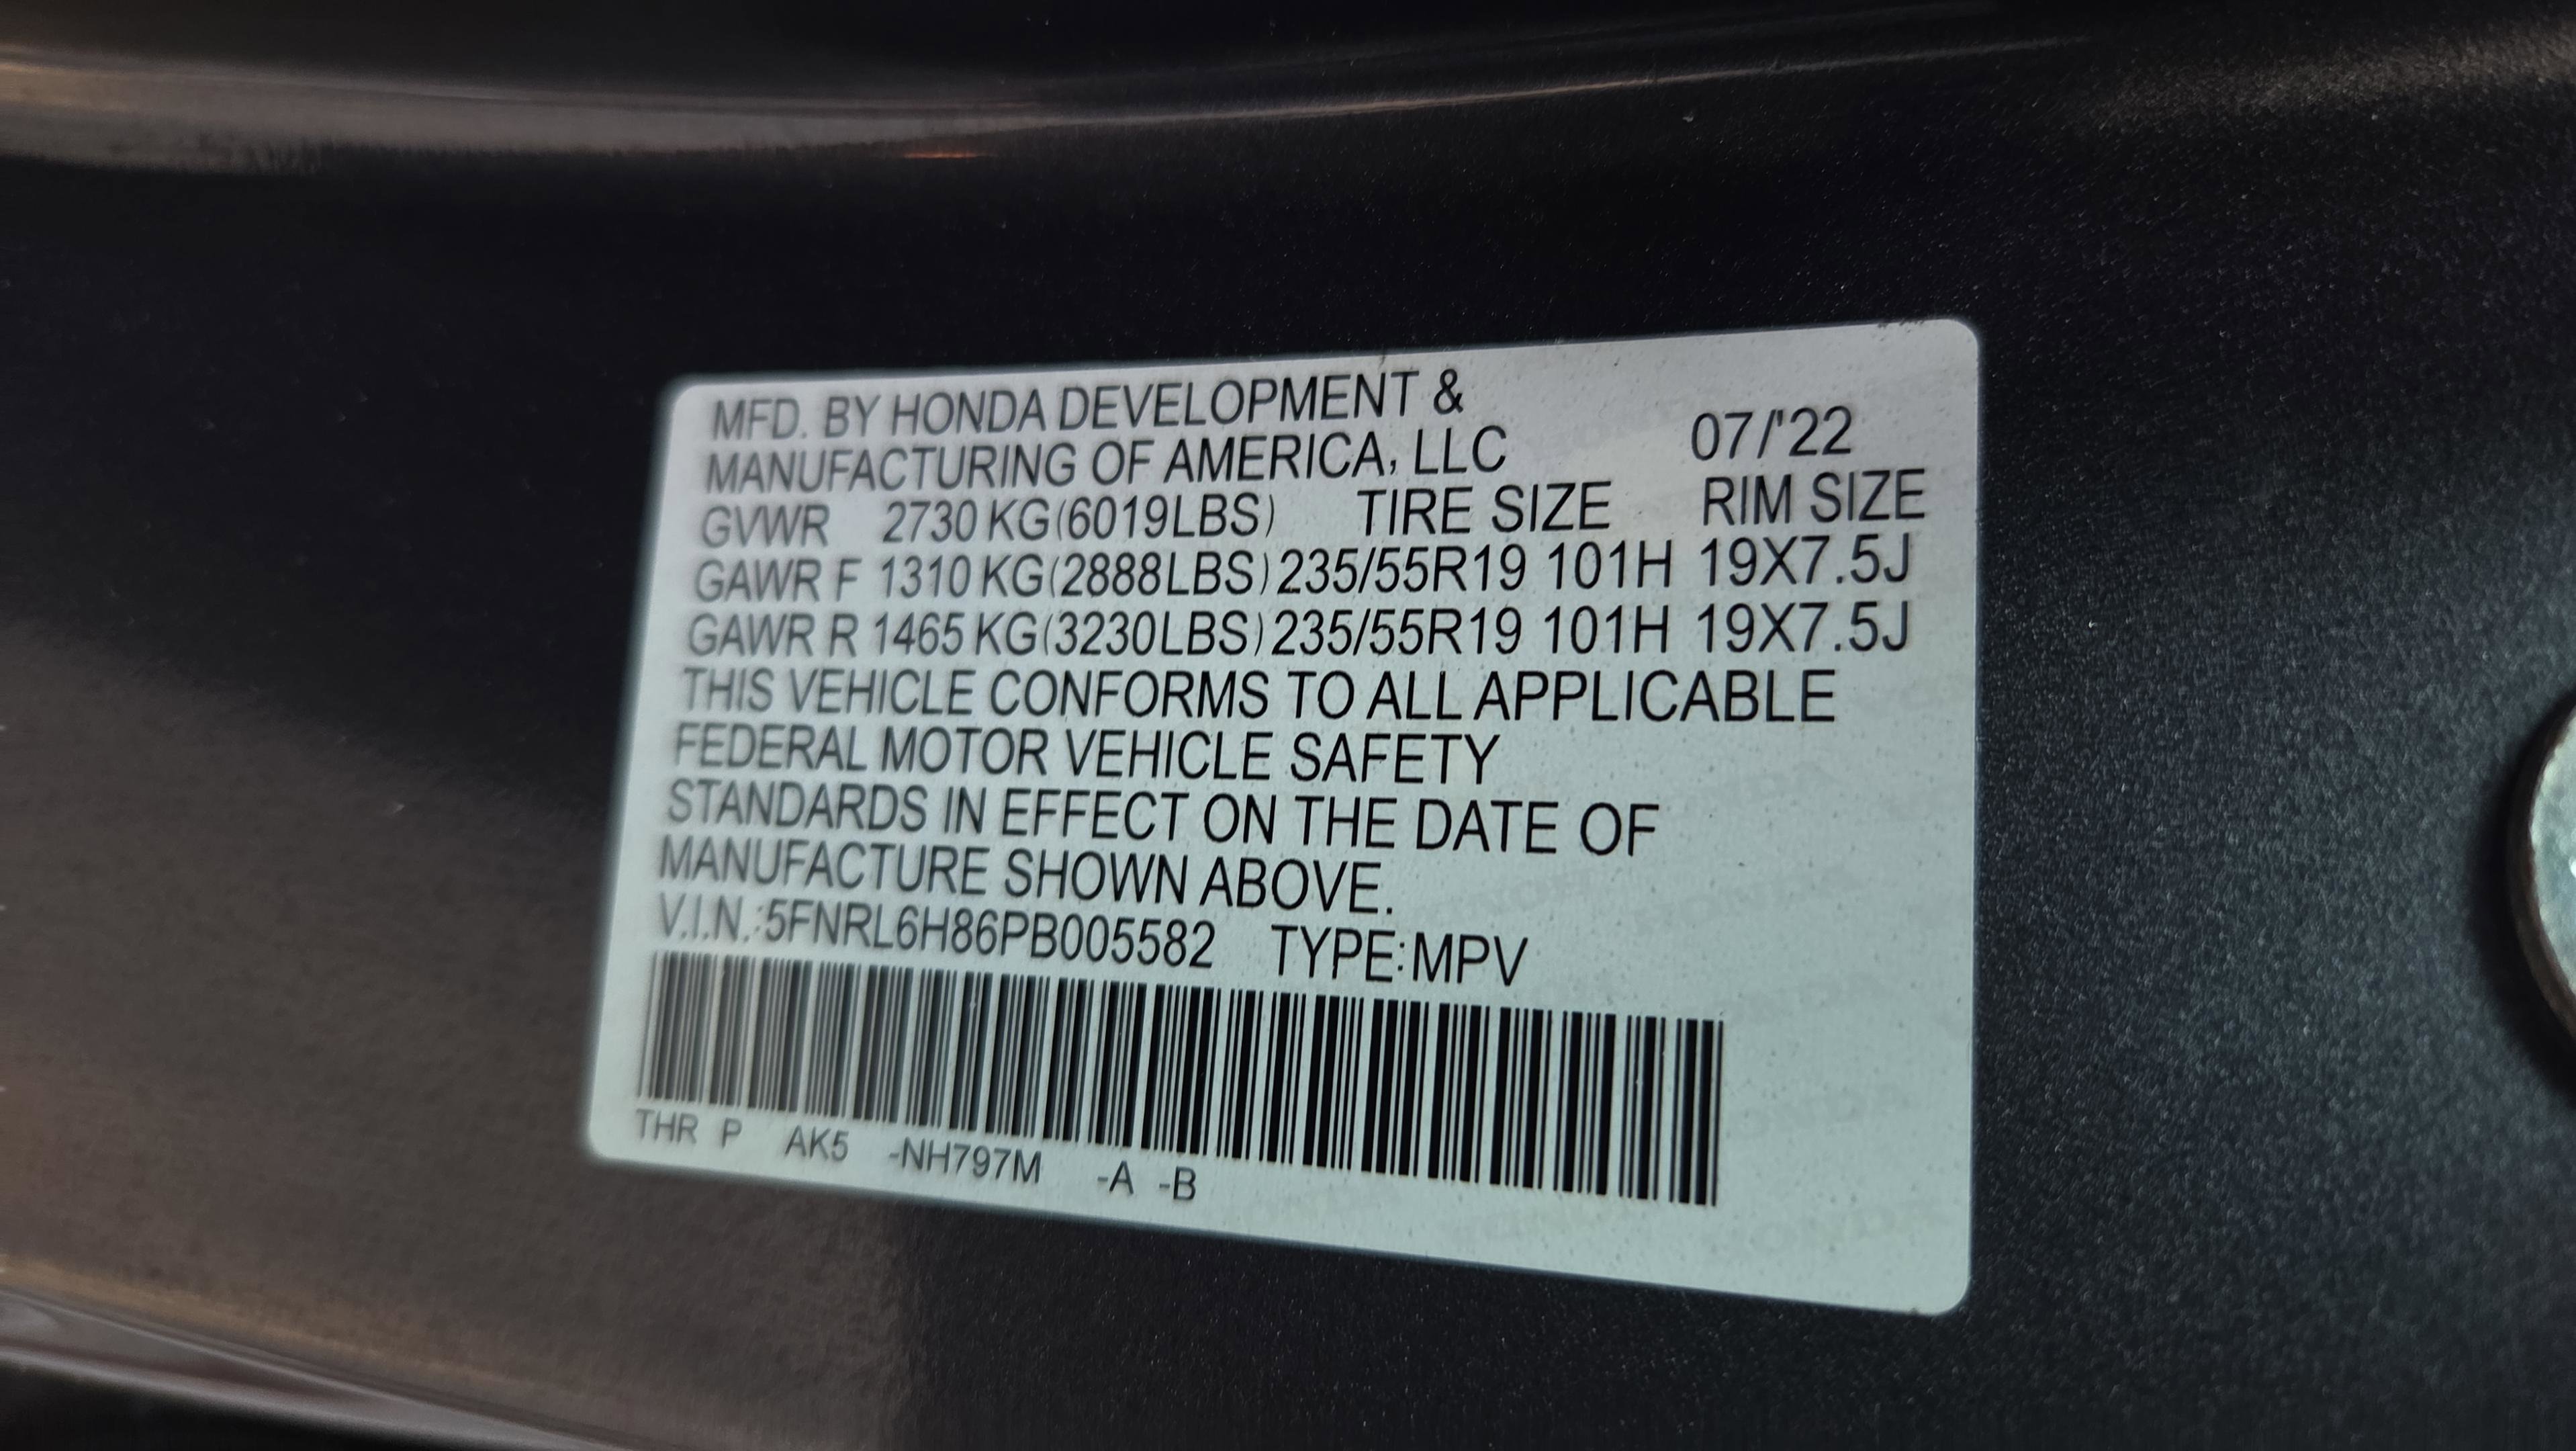 MFD. BY HONDA DEVELOPMENT &
MANUFACTURING OF AMERICA, LLC 07/'22
GVWR 2730 KG(6019LBS) TIRE SIZE RIM SIZE
GAWR F 1310 KG(2888LBS) 235/55R19 101H 19X7.5J
GAWR R 1465 KG(3230LBS) 235/55R19 101H 19X7.5J
THIS VEHICLE CONFORMS TO ALL APPLICABLE
FEDERAL MOTOR VEHICLE SAFETY
STANDARDS IN EFFECT ON THE DATE OF
MANUFACTURE SHOWN ABOVE.
V.I.N.:5FNRL6H86PB005582 TYPE:MPV
THR P AK5 -NH797M -A -B